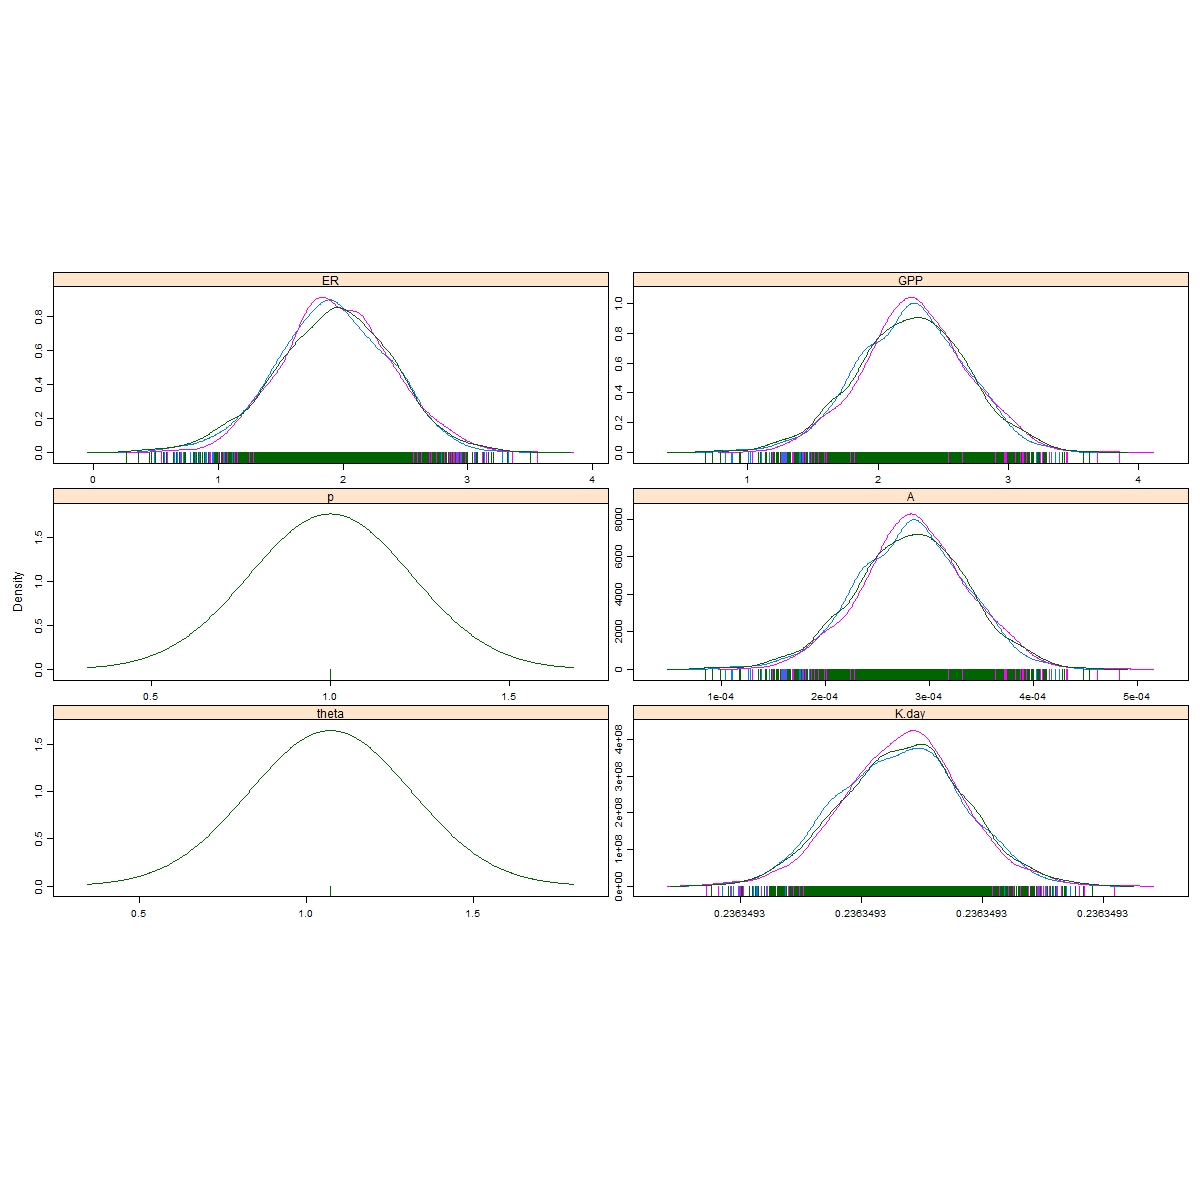 ER
0.0 0.2 0.4 0.6 0.8
0 1 2 3 4
GPP
0.0 0.2 0.4 0.6 0.8 1.0
1 2 3 4
Density
p
0.0 0.5 1.0 1.5
0.5 1.0 1.5
A
0 2000 4000 6000 8000
1e-04 2e-04 3e-04 4e-04 5e-04
theta
0.0 0.5 1.0 1.5
0.5 1.0 1.5
K.day
0e+00 1e+08 2e+08 3e+08 4e+08
0.2363493 0.2363493 0.2363493 0.2363493